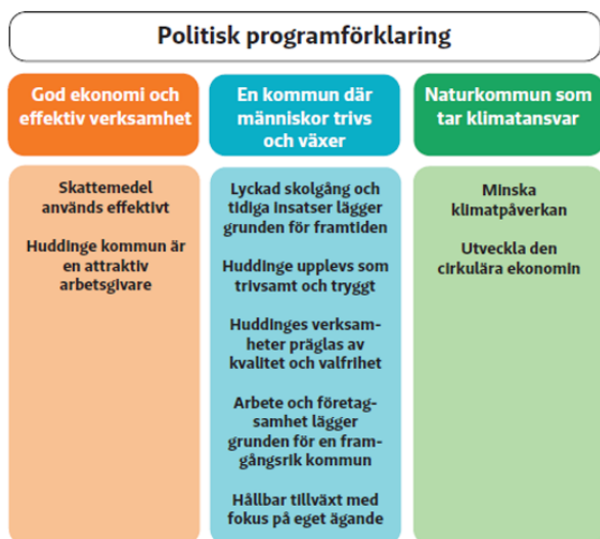 Politisk programförklaring
God ekonomi och
effektiv verksamhet
Skattemedel
används effektivt
Huddinge kommun är
en attraktiv
arbetsgivare
En kommun där
människor trivs
och växer
Lyckad skolgång och
tidiga insatser lägger
grunden för framtiden
Huddinge upplevs som
trivsamt och tryggt
Huddinges verksam-
heter präglas av
kvalitet och valfrihet
Arbete och företag-
samhet lägger
grunden för en fram-
gångsrik kommun
Hållbar tillväxt med
fokus på eget ägande
Naturkommun som
tar klimatansvar
Minska
klimatpåverkan
Utveckla den
cirkulära ekonomin